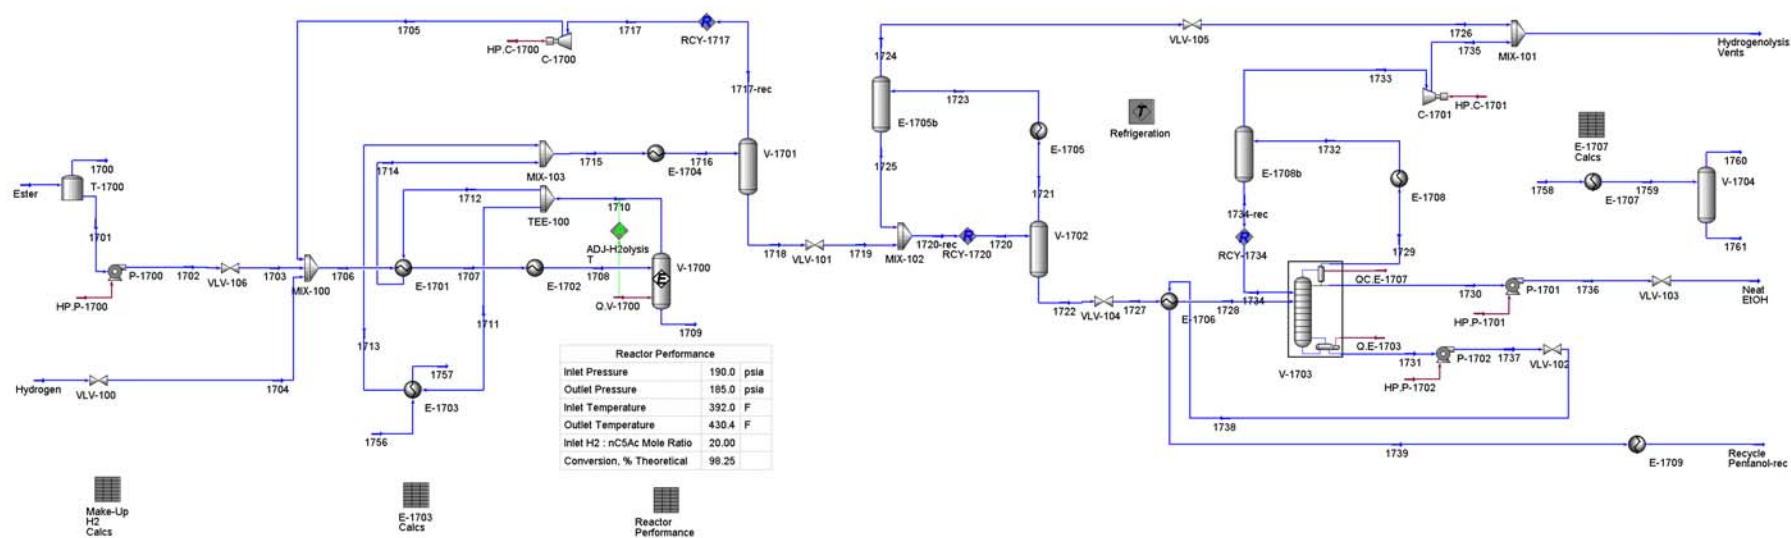 1705
1717
RCY-1717
HP.C-1700
C-1700
1717-rec
1724
VLV-105
1726
1735
MIX-101
Hydrogenolysis
Vents
1733
C-1701
HP.C-1701
1723
E-1705b
Refrigeration
E-1707
Calcs
1760
V-1704
1758
E-1707
1759
1761
1700
Ester
T-1700
1701
1714
1715
MIX-103
1716
E-1704
V-1701
1725
E-1705
1721
1732
E-1708b
E-1708
1734-rec
1729
1712
TEE-100
1710
ADJ-H2olysis
T
V-1700
1718
VLV-101
1719
MIX-102
1720-rec
RCY-1720
1720
V-1702
RCY-1734
P-1700
1702
VLV-106
1703
HP.P-1700
MIX-100
1706
E-1701
1707
E-1702
1708
Q.V-1700
1709
1722
VLV-104
1727
E-1706
1728
1734
QC.E-1707
1730
P-1701
1736
VLV-103
Neat
EtOH
HP.P-1701
Q.E-1703
1731
P-1702
1737
VLV-102
V-1703
HP.P-1702
1713
1711
1757
E-1703
1756
Hydrogen
VLV-100
1704
Reactor Performance
Inlet Pressure 190.0 psia
Outlet Pressure 185.0 psia
Inlet Temperature 392.0 F
Outlet Temperature 430.4 F
Inlet H2 : nC5Ac Mole Ratio 20.00
Conversion, % Theoretical 98.25
1738
1739
E-1709
Recycle
Pentanol-rec
Make-Up
H2
Calcs
E-1703
Calcs
Reactor
Performance